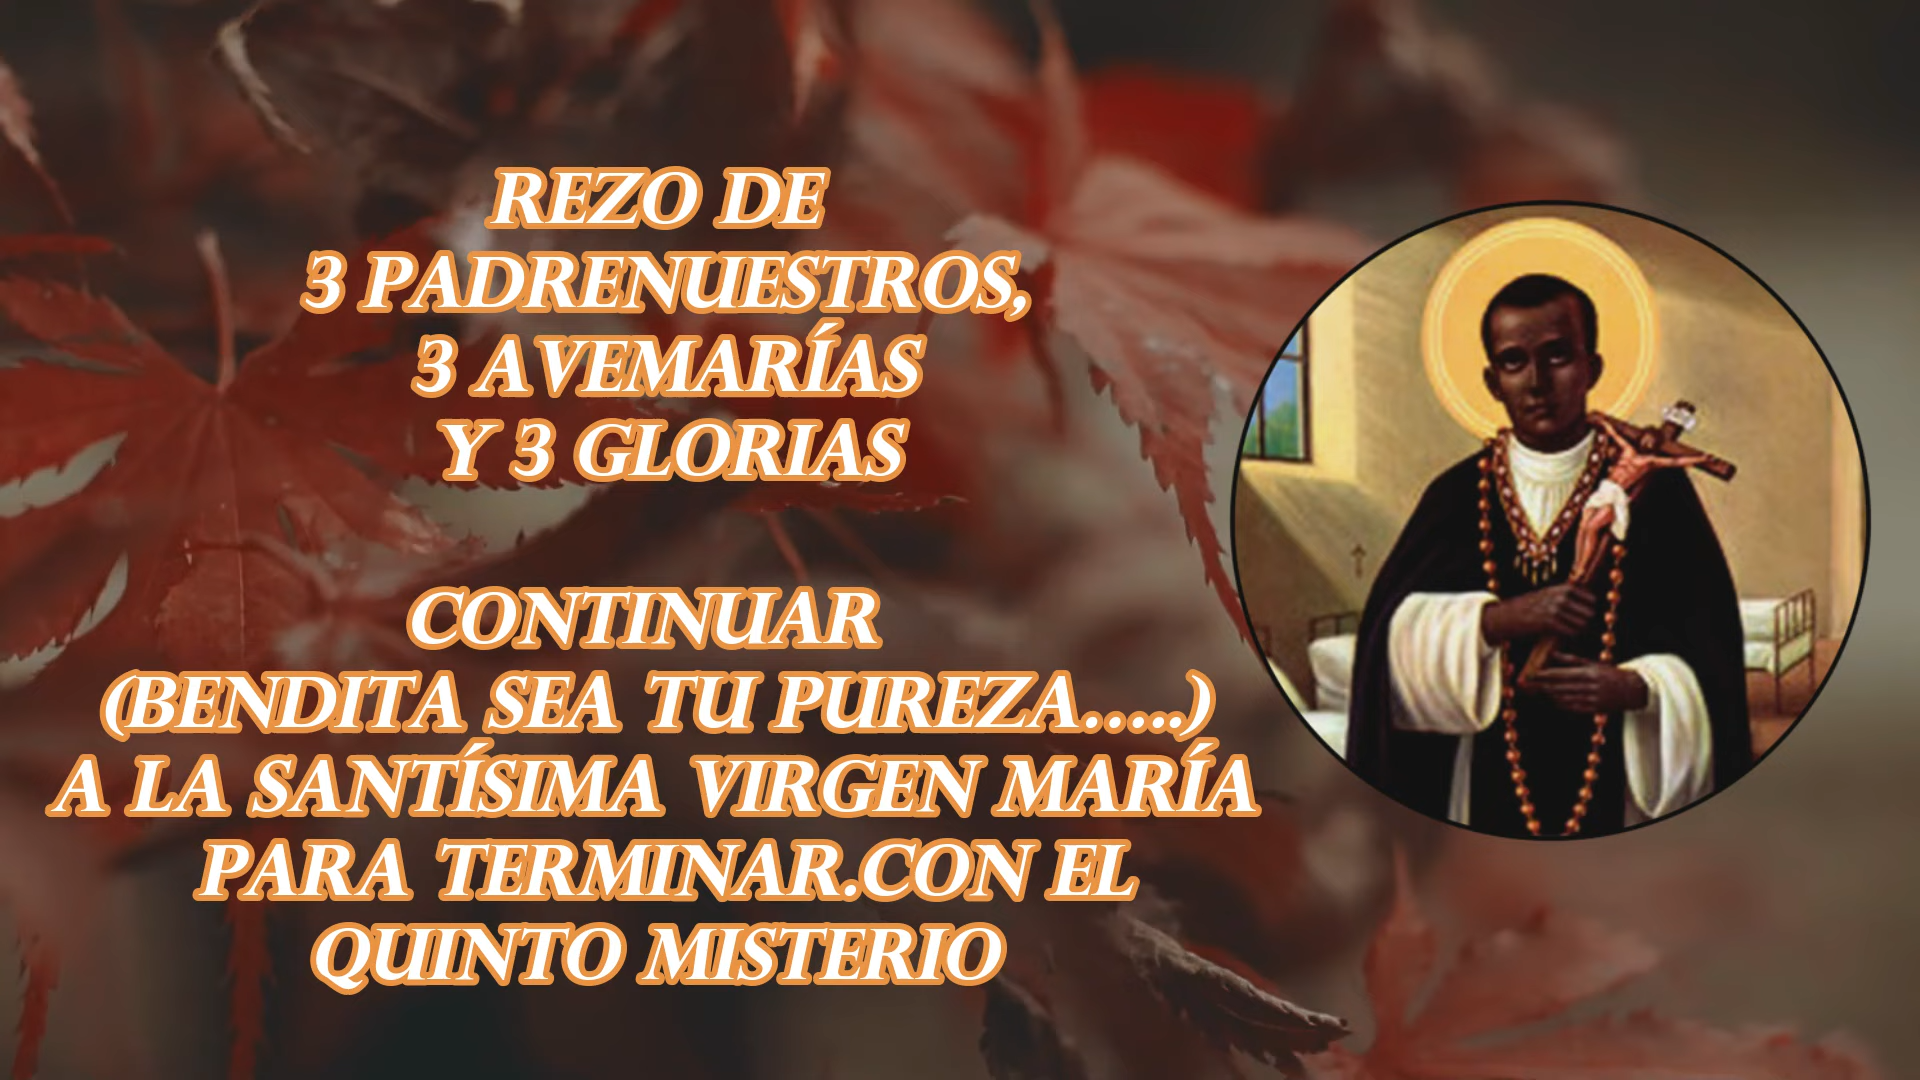 REZO DE
3 PADRENUESTROS,
3 AVEMARÍAS
Y 3 GLORIAS
CONTINUAR
(BENDITA SEA TU PUREZA.....)
A LA SANTÍSIMA VIRGEN MARÍA
PARA TERMINAR.CON EL
QUINTO MISTERIO